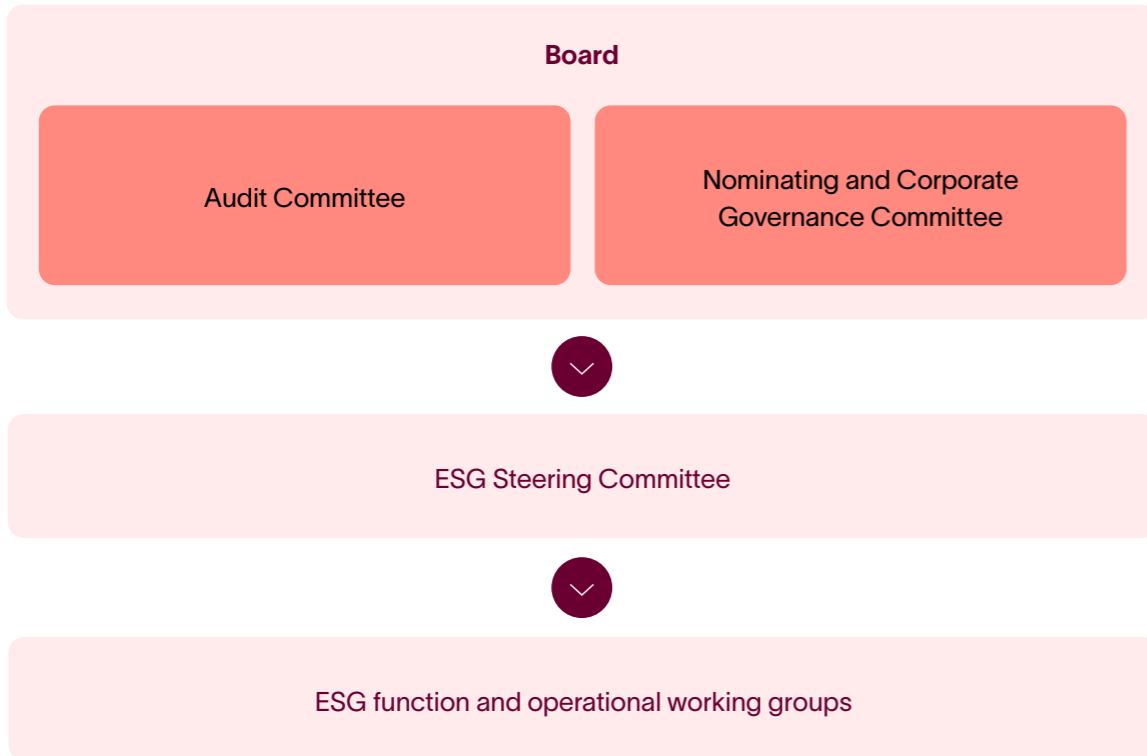 Board
Audit Committee
Nominating and Corporate
Governance Committee
ESG Steering Committee
ESG function and operational working groups